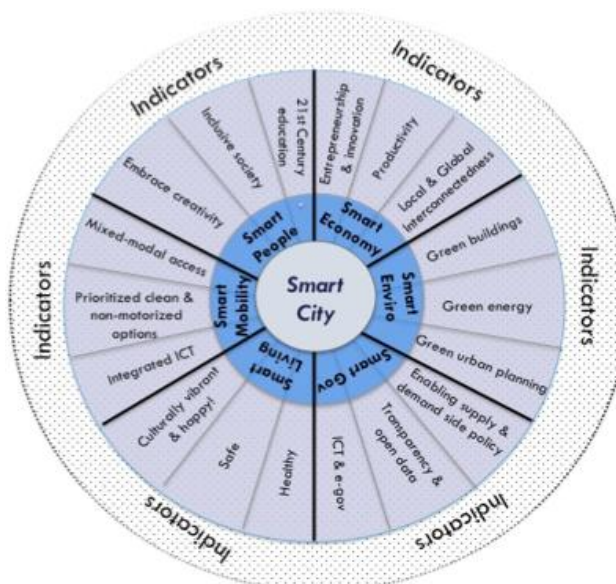 Indicators
Indicators
Indicators
Indicators
Indicators
Indicators
Smart
City
Smart
Economy
Entrepreneurship
& innovation
Productivity
Local & Global
Interconnectedness
Smart
Enviro
Green buildings
Green energy
Green urban planning
Smart Gov
Enabling supply &
demand side policy
Transparency &
open data
ICT & e-gov
Smart
Living
Healthy
Safe
Culturally vibrant
& happy!
Smart
Mobility
Integrated ICT
Prioritized clean &
non-motorized
options
Mixed-modal access
Smart
People
Embrace creativity
Inclusive society
21st Century
education